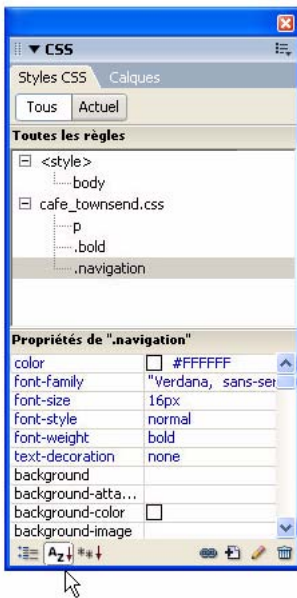 CSS
Styles CSS Calques
Tous Actuel
Toutes les règles
<style>
body
cafe_townsend.css
p
.bold
.navigation
Propriétés de ".navigation"
color #FFFFFF
font-family "Verdana, sans-ser
font-size 16px
font-style normal
font-weight bold
text-decoration none
background
background-atta...
background-color
background-image
AZ **